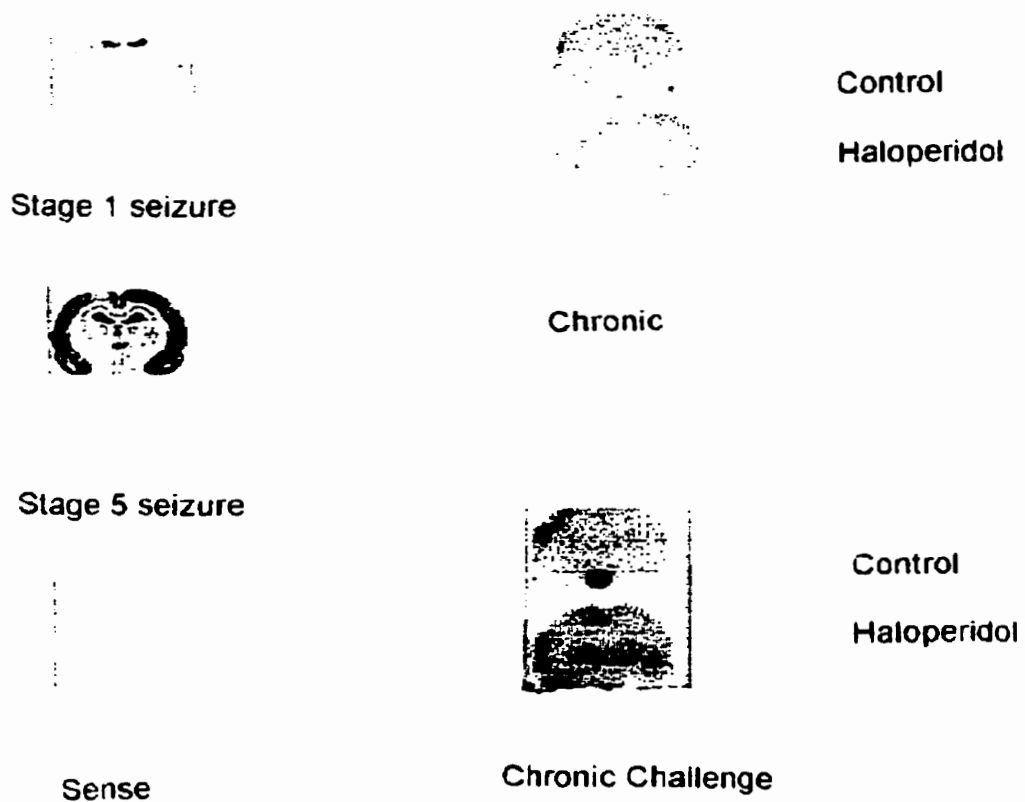 Control
Haloperidol
Stage 1 seizure
Chronic
Stage 5 seizure
Control
Haloperidol
Sense
Chronic Challenge